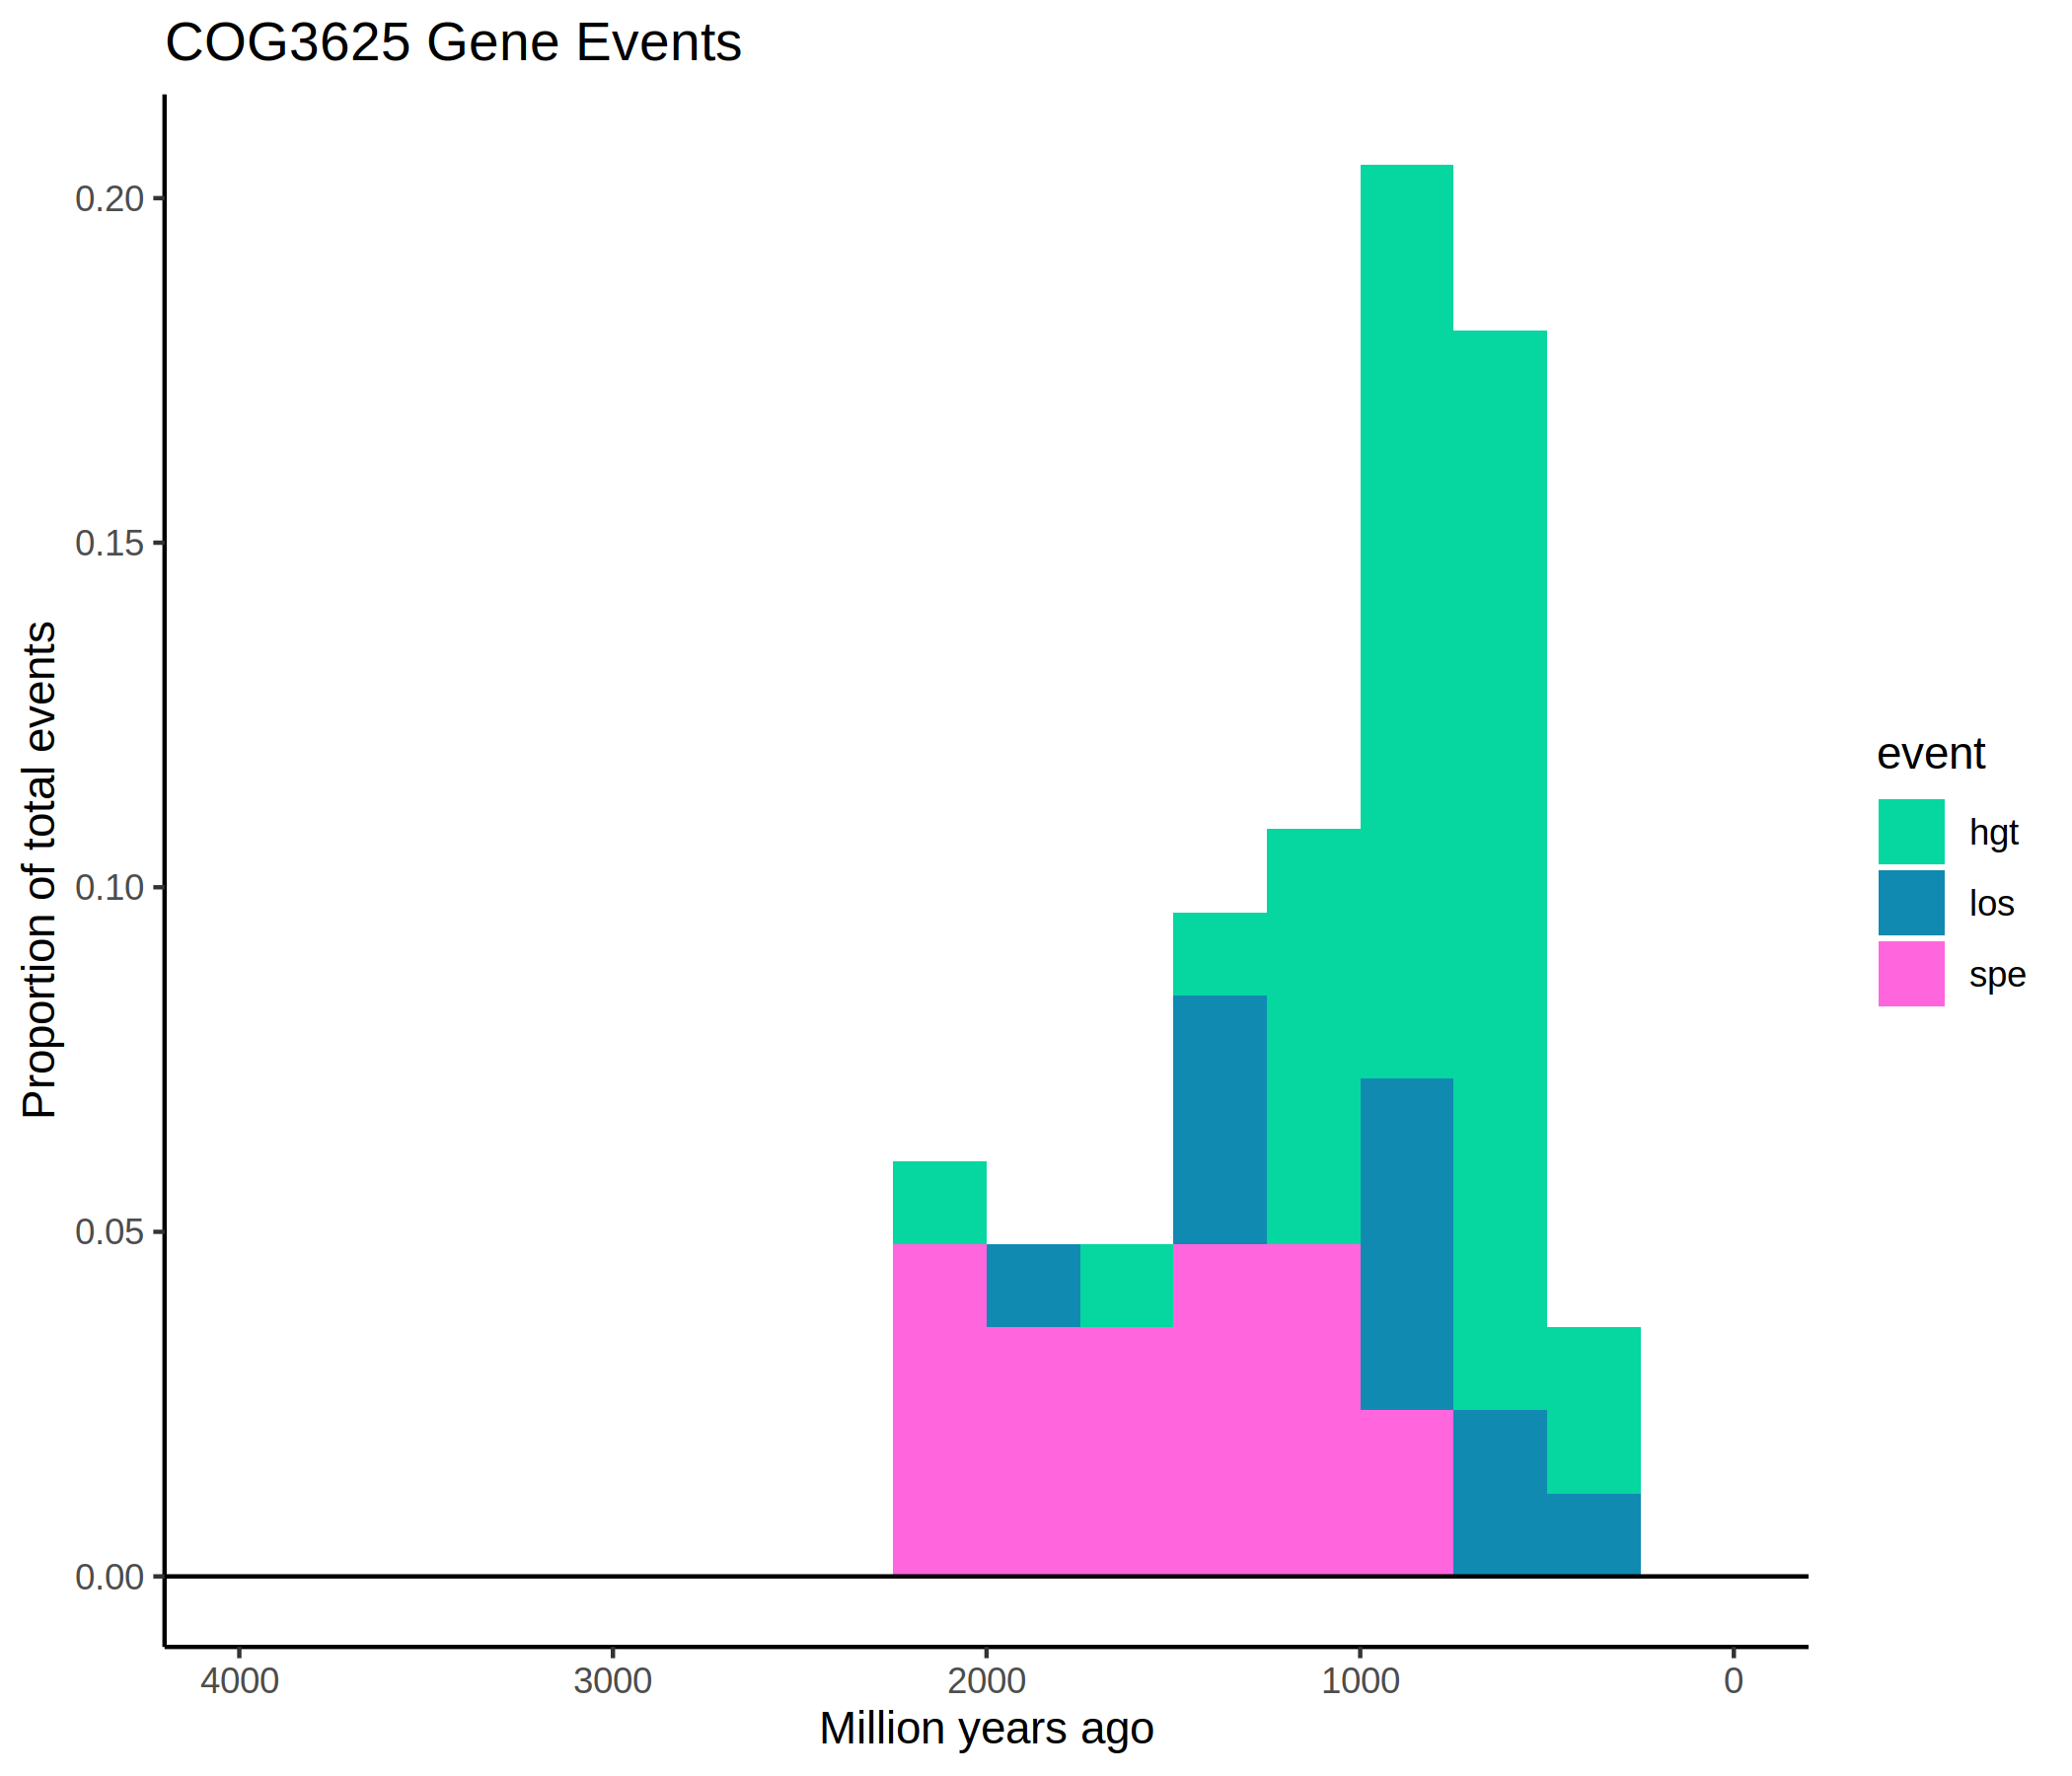 COG3625 Gene Events
Proportion of total events
0.20
0.15
0.10
0.05
0.00
4000 3000 2000 1000 0
Million years ago
event
hgt
los
spe